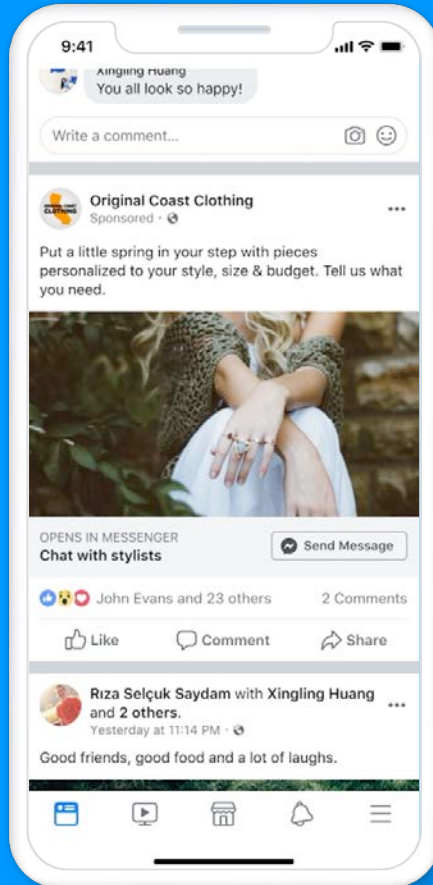 9:41
Xingling Huang
You all look so happy!
Write a comment...
Original Coast Clothing
Sponsored ·
Put a little spring in your step with pieces
personalized to your style, size & budget. Tell us what
you need.
OPENS IN MESSENGER
Chat with stylists
Send Message
John Evans and 23 others
2 Comments
Like
Comment
Share
Rıza Selçuk Saydam with Xingling Huang
and 2 others.
Yesterday at 11:14 PM ·
Good friends, good food and a lot of laughs.